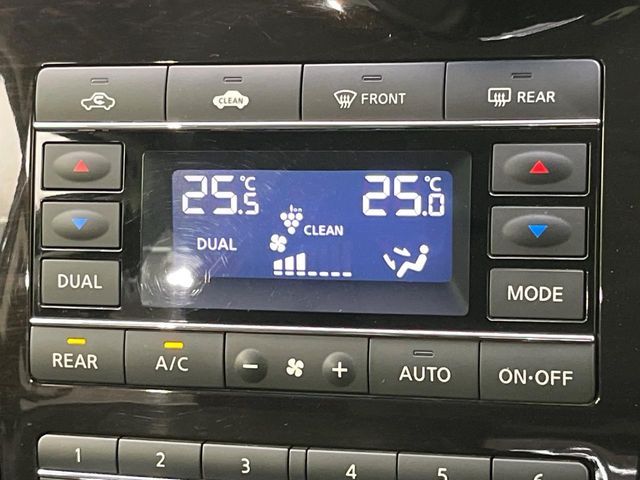 CLEAN
FRONT
REAR
25.5°C
25.0°C
ion
CLEAN
DUAL
DUAL
MODE
REAR
A/C
AUTO
ON·OFF
1 2 3 4 5 6